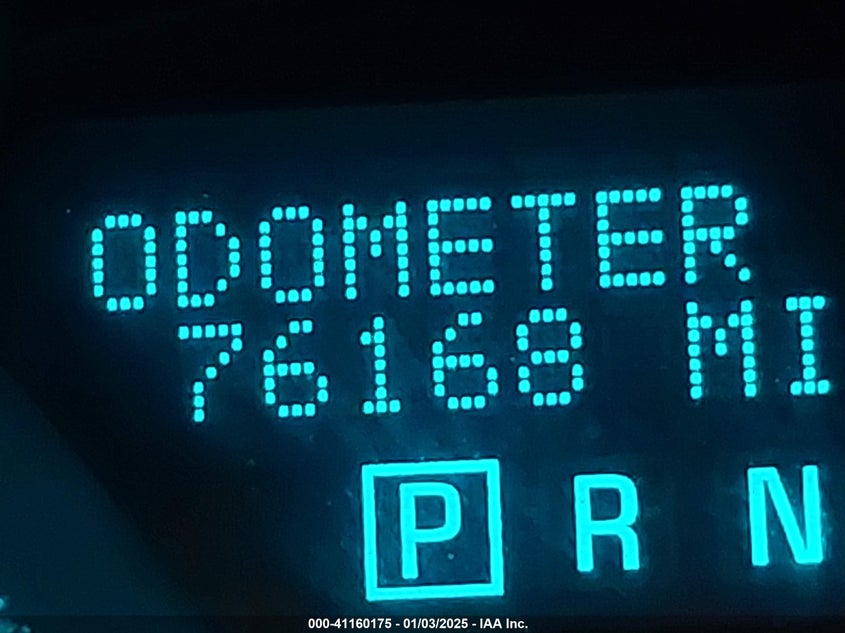 ODOMETER
76168 MI
P R N
000-41160175 - 01/03/2025 - IAA Inc.